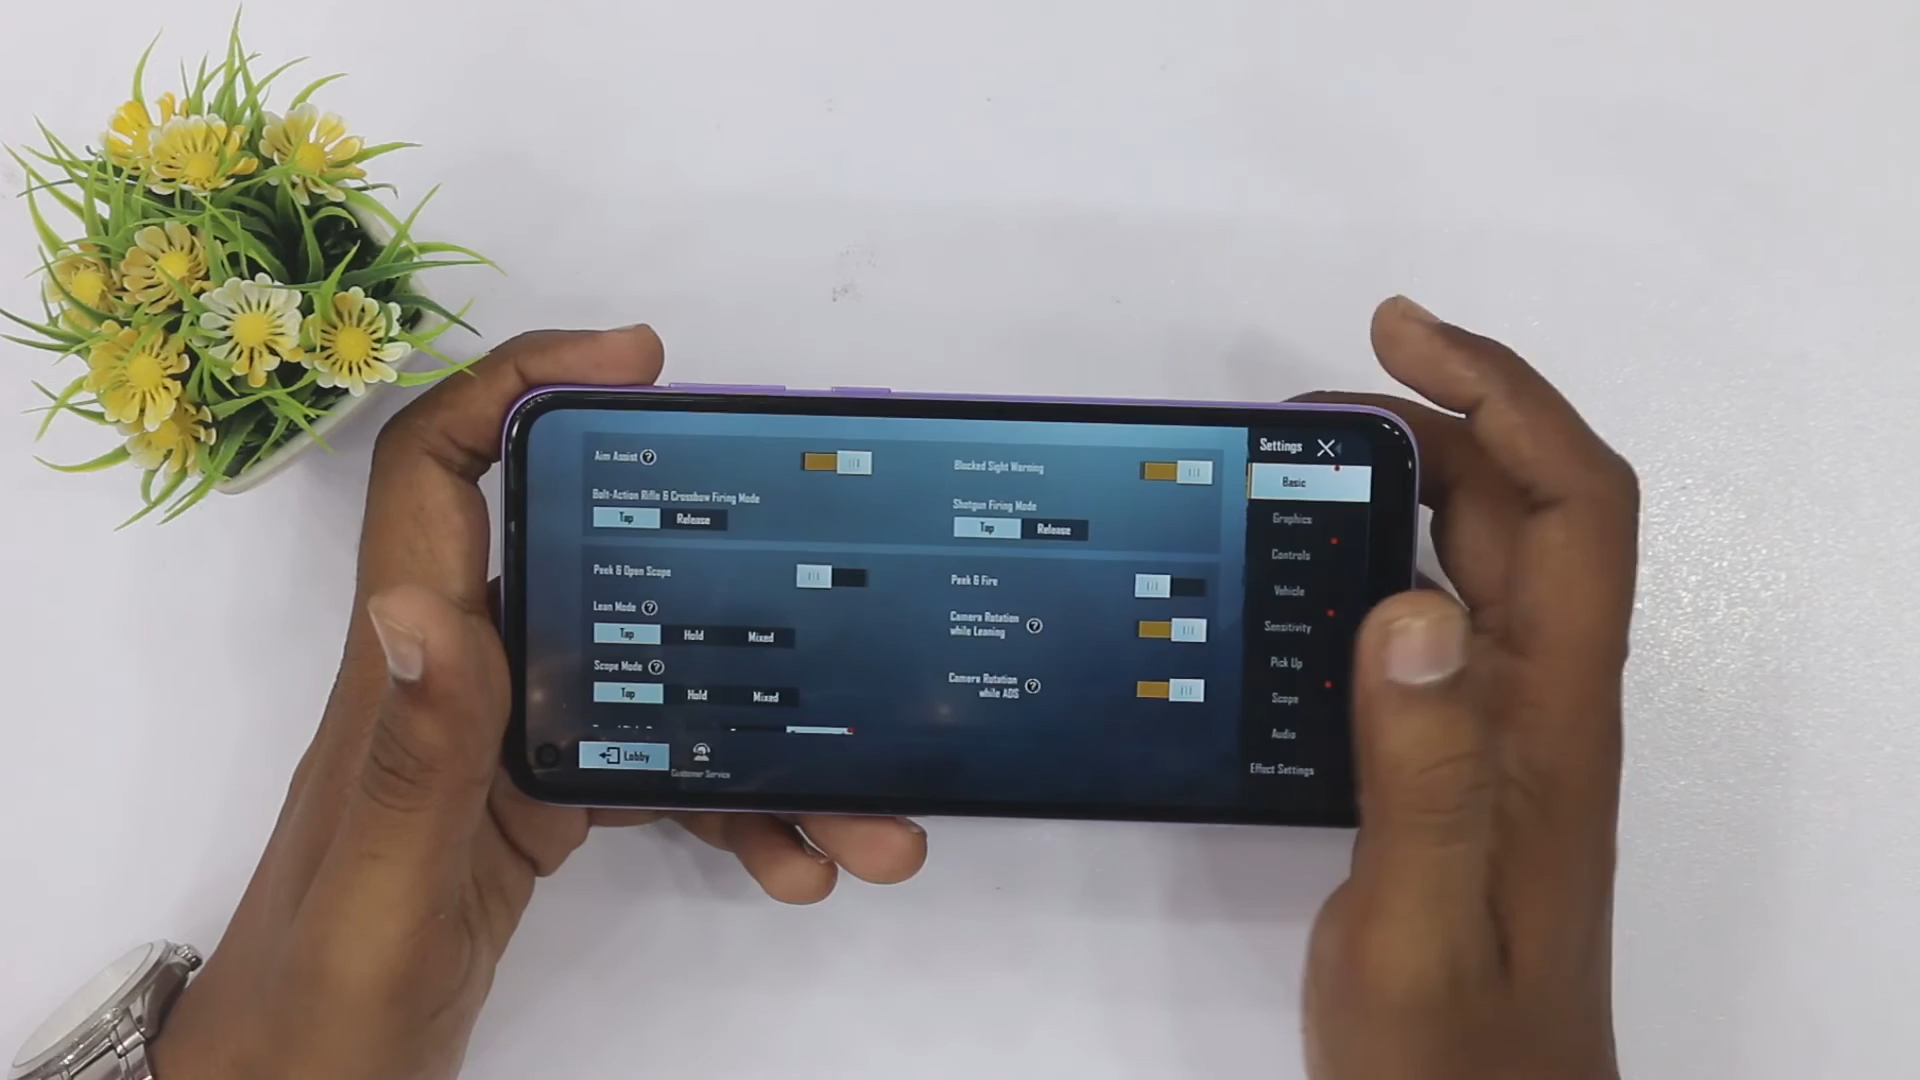 Aim Assist ?
Blocked Sight Warning
Bolt-Action Rifle & Crossbow Firing Mode
Tap Release
Shotgun Firing Mode
Tap Release
Peek & Open Scope
Peek & Fire
Lean Mode ?
Tap Hold Mixed
Camera Rotation
while Leaning ?
Scope Mode ?
Tap Hold Mixed
Camera Rotation
while ADS ?
Lobby
Customer Service
Settings
Basic
Graphics
Controls
Vehicle
Sensitivity
Pick Up
Scope
Audio
Effect Settings